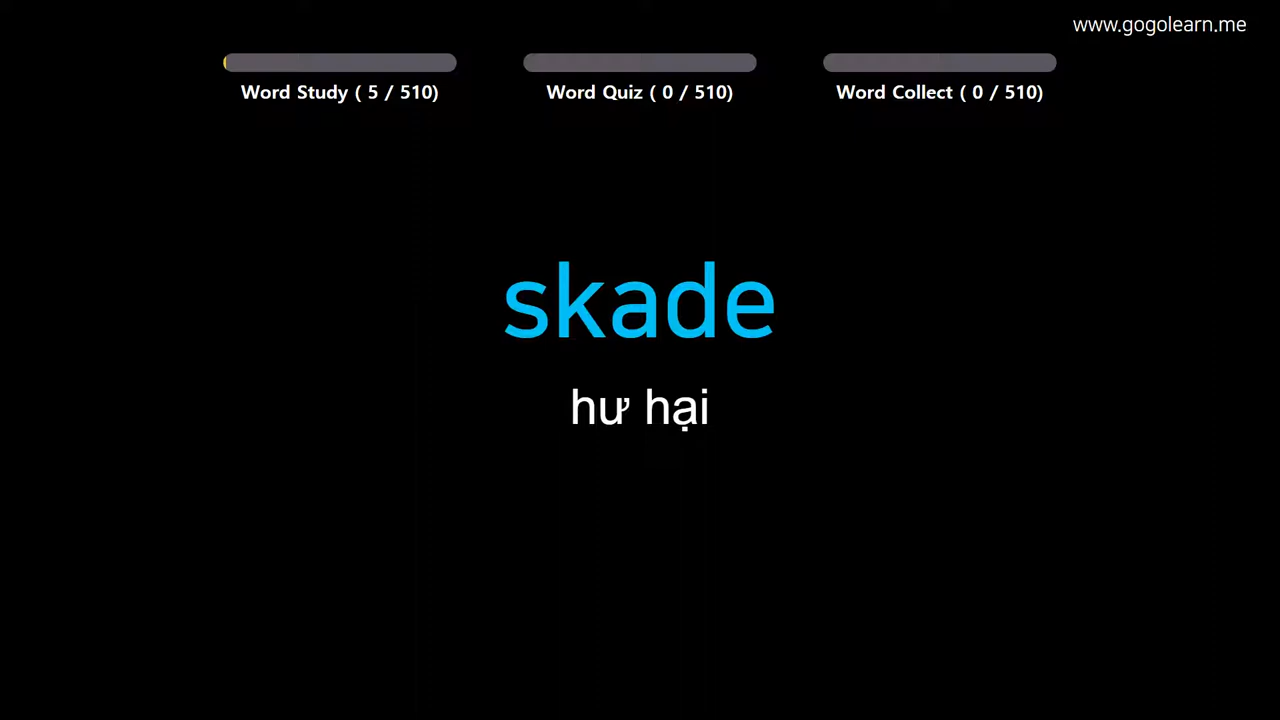 www.gogolearn.me
Word Study ( 5 / 510)
Word Quiz ( 0 / 510)
Word Collect ( 0 / 510)
skade
hư hại